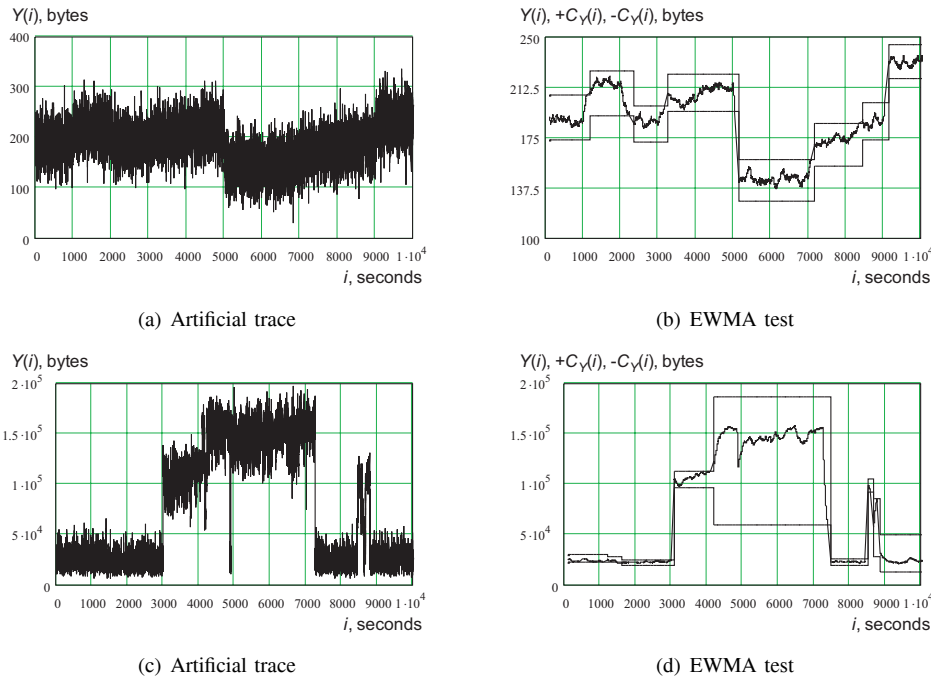 Y(i), bytes
400
300
200
100
0
0 1000 2000 3000 4000 5000 6000 7000 8000 9000 1·10⁴
i, seconds
(a) Artificial trace
Y(i), +C_Y(i), -C_Y(i), bytes
250
212.5
175
137.5
100
0 1000 2000 3000 4000 5000 6000 7000 8000 9000 1·10⁴
i, seconds
(b) EWMA test
Y(i), bytes
2·10⁵
1.5·10⁵
1·10⁵
5·10⁴
0
0 1000 2000 3000 4000 5000 6000 7000 8000 9000 1·10⁴
i, seconds
(c) Artificial trace
Y(i), +C_Y(i), -C_Y(i), bytes
2·10⁵
1.5·10⁵
1·10⁵
5·10⁴
0
0 1000 2000 3000 4000 5000 6000 7000 8000 9000 1·10⁴
i, seconds
(d) EWMA test